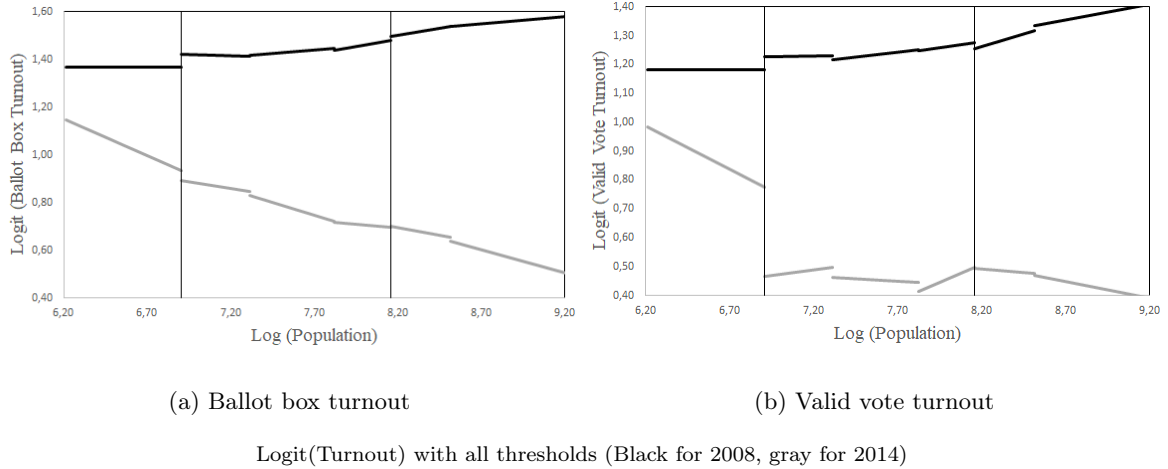 Logit (Ballot Box Turnout)
1,60
1,40
1,20
1,00
0,80
0,60
0,40
6,20 6,70 7,20 7,70 8,20 8,70 9,20
Log (Population)
(a) Ballot box turnout
Logit (Valid Vote Turnout)
1,40
1,30
1,20
1,10
1,00
0,90
0,80
0,70
0,60
0,50
0,40
6,20 6,70 7,20 7,70 8,20 8,70 9,20
Log (Population)
(b) Valid vote turnout
Logit(Turnout) with all thresholds (Black for 2008, gray for 2014)